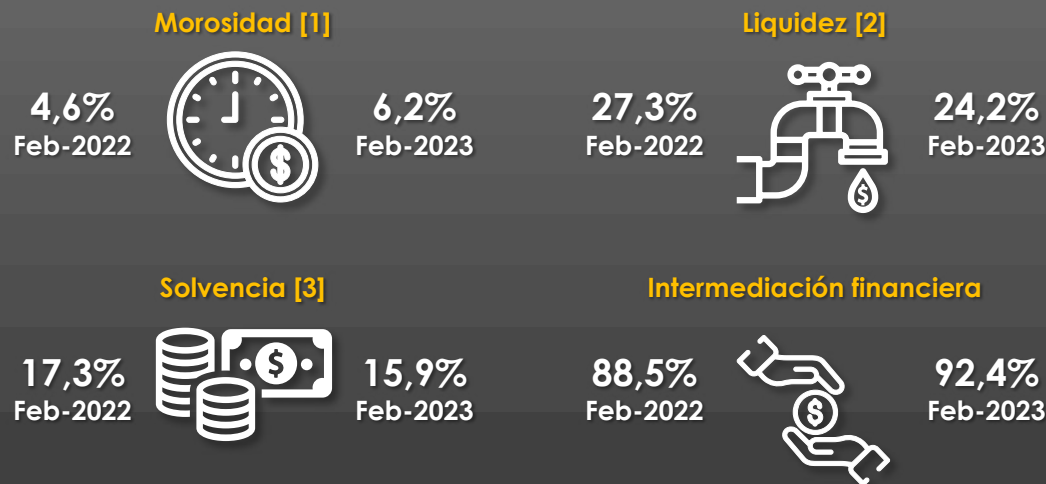 Morosidad [1]
4,6%
Feb-2022
$
6,2%
Feb-2023
Liquidez [2]
27,3%
Feb-2022
$
24,2%
Feb-2023
Solvencia [3]
17,3%
Feb-2022
$
15,9%
Feb-2023
Intermediación financiera
88,5%
Feb-2022
$
92,4%
Feb-2023